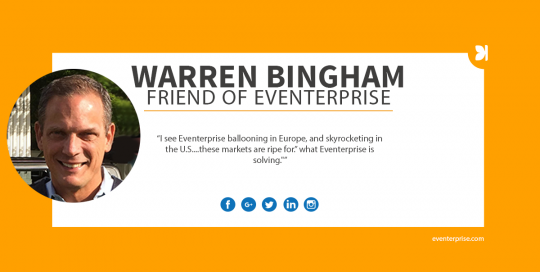 WARREN BINGHAM
FRIEND OF EVENTERPRISE
“I see Eventerprise ballooning in Europe, and skyrocketing in
the U.S....these markets are ripe for.” what Eventerprise is
solving.”“
eventerprise.com